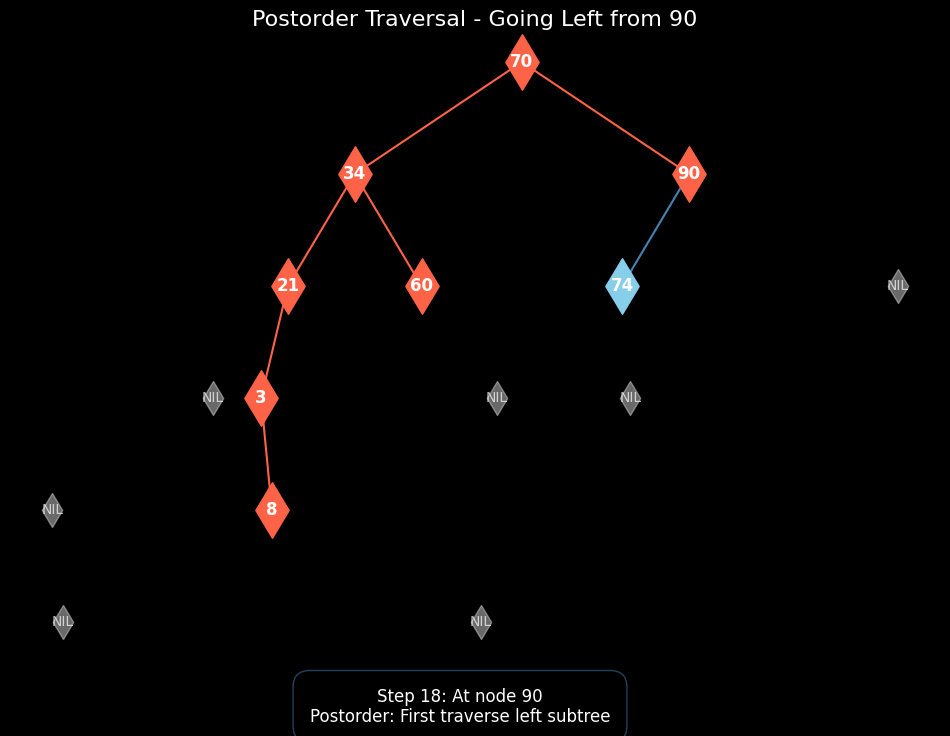 Postorder Traversal - Going Left from 90
70
34
90
21
60
74
NIL
NIL
3
NIL
NIL
NIL
8
NIL
NIL
Step 18: At node 90
Postorder: First traverse left subtree